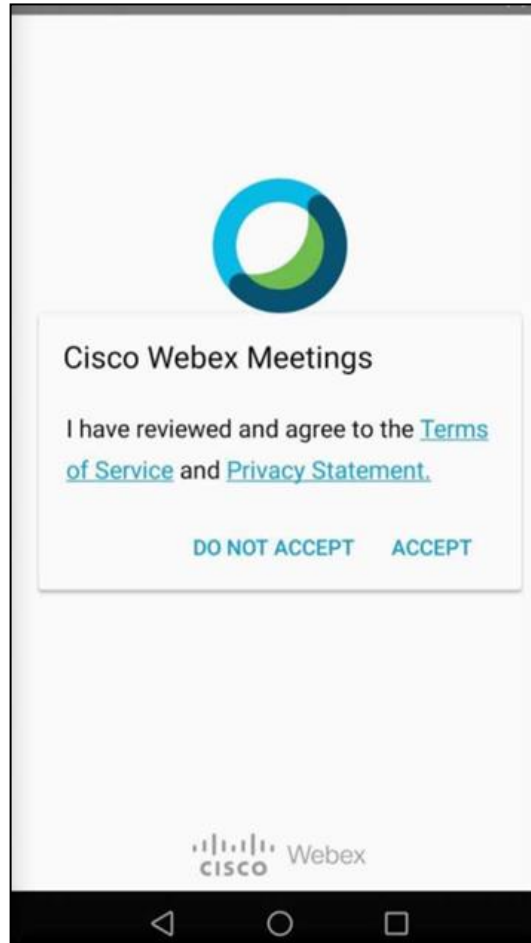 Cisco Webex Meetings
I have reviewed and agree to the Terms
of Service and Privacy Statement.
DO NOT ACCEPT ACCEPT
CISCO Webex